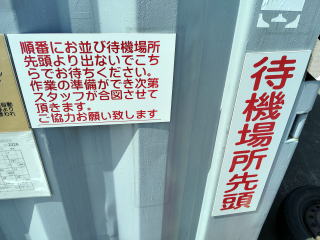 順番にお並び待機場所
先頭より出ないでこち
らでお待ちください。
作業の準備ができ次第
スタッフが合図させて
頂きます。
ご協力お願い致します
待機場所先頭